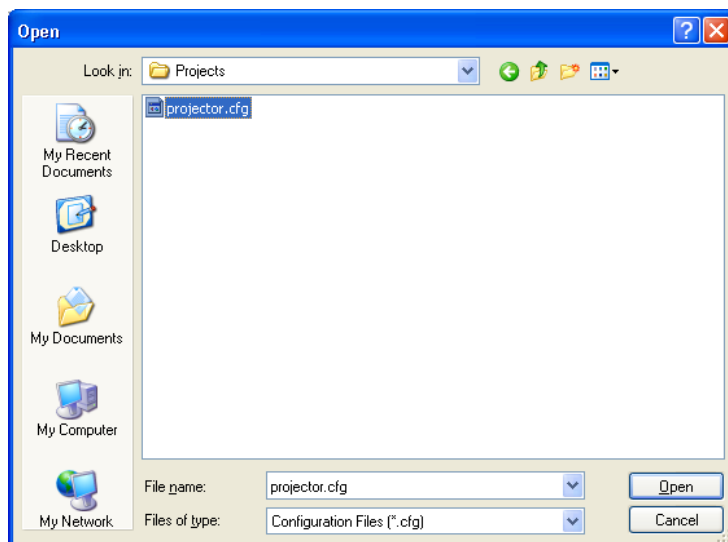 Open
Look in: Projects
projector.cfg
My Recent
Documents
Desktop
My Documents
My Computer
My Network
File name: projector.cfg
Open
Files of type: Configuration Files (*.cfg)
Cancel